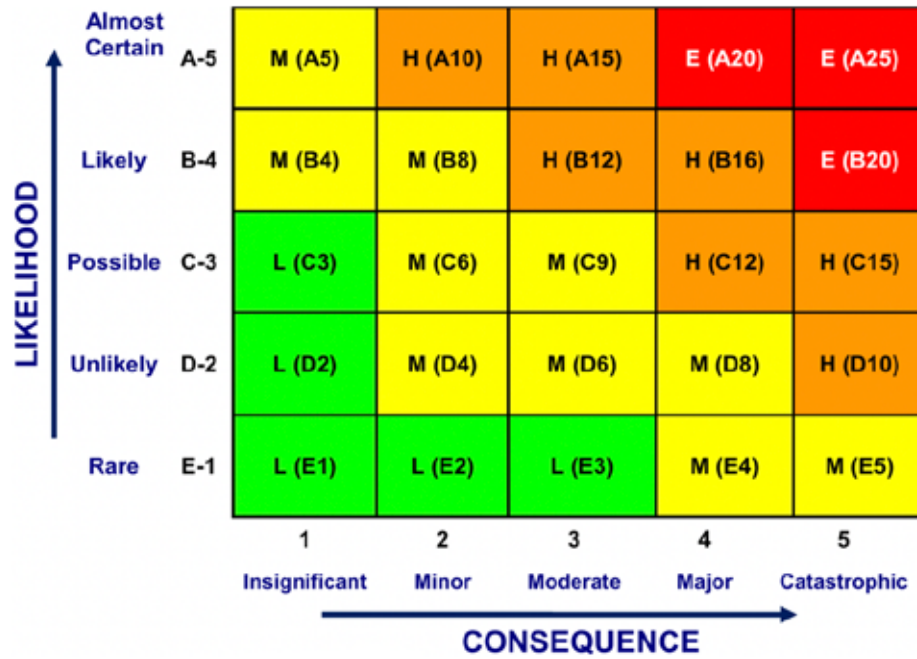 Almost
Certain A-5 M (A5) H (A10) H (A15) E (A20) E (A25)
Likely B-4 M (B4) M (B8) H (B12) H (B16) E (B20)
Possible C-3 L (C3) M (C6) M (C9) H (C12) H (C15)
Unlikely D-2 L (D2) M (D4) M (D6) M (D8) H (D10)
Rare E-1 L (E1) L (E2) L (E3) M (E4) M (E5)
LIKELIHOOD
1 2 3 4 5
Insignificant Minor Moderate Major Catastrophic
CONSEQUENCE